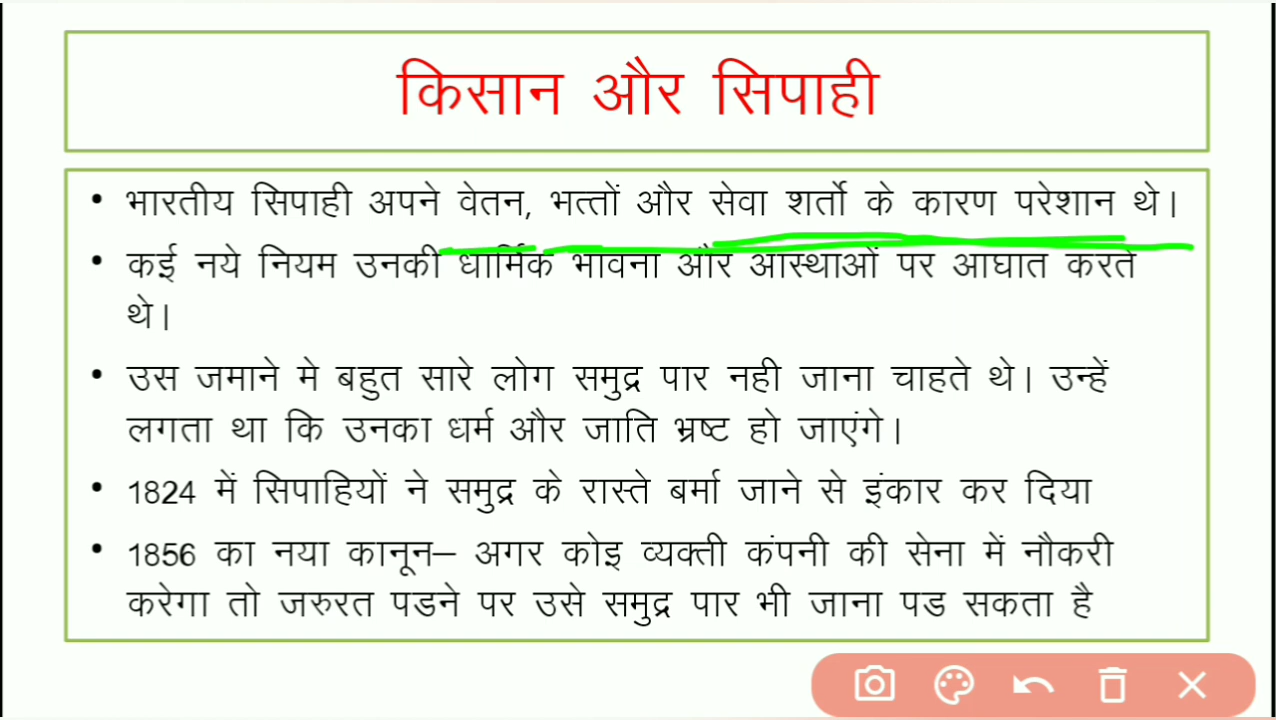 किसान और सिपाही
• भारतीय सिपाही अपने वेतन, भत्तों और सेवा शर्तो के कारण परेशान थे।
• कई नये नियम उनकी धार्मिक भावना और आस्थाओं पर आघात करते
थे।
• उस जमाने मे बहुत सारे लोग समुद्र पार नही जाना चाहते थे। उन्हें
लगता था कि उनका धर्म और जाति भ्रष्ट हो जाएंगे।
• 1824 में सिपाहियों ने समुद्र के रास्ते बर्मा जाने से इंकार कर दिया
• 1856 का नया कानून– अगर कोइ व्यक्ती कंपनी की सेना में नौकरी
करेगा तो जरुरत पडने पर उसे समुद्र पार भी जाना पड सकता है